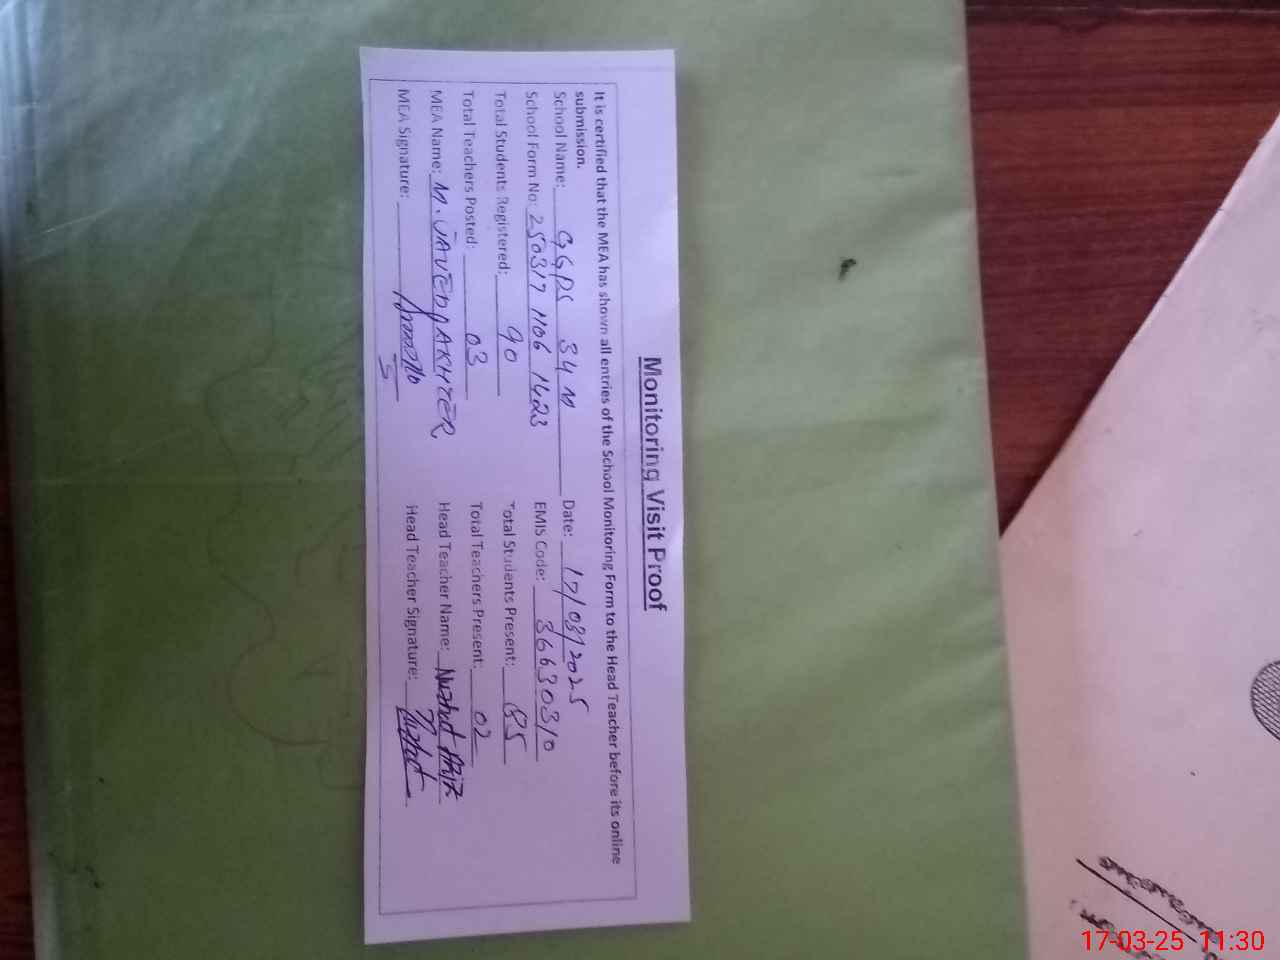 Monitoring Visit Proof
It is certified that the MEA has shown all entries of the School Monitoring Form to the Head Teacher before its online
submission.
School Name: GGPS 34 M Date: 17/03/2025
School Form No: 250317 1106 1423 EMIS Code: 36630310
Total Students Registered: 90 Total Students Present: 85
Total Teachers Posted: 03 Total Teachers Present: 02
MEA Name: M. JAVED AKHTER Head Teacher Name: Nuzhat Aziz
MEA Signature: Head Teacher Signature: Nuzhat
17-03-25 11:30